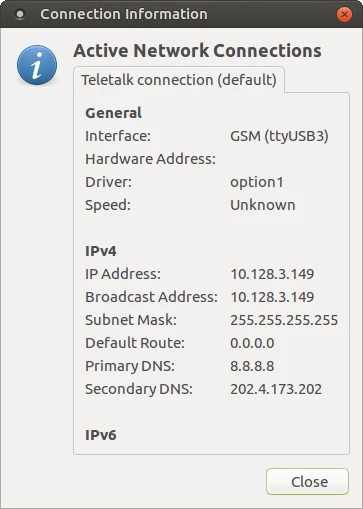 Connection Information
Active Network Connections
Teletalk connection (default)
General
Interface: GSM (ttyUSB3)
Hardware Address:
Driver: option1
Speed: Unknown
IPv4
IP Address: 10.128.3.149
Broadcast Address: 10.128.3.149
Subnet Mask: 255.255.255.255
Default Route: 0.0.0.0
Primary DNS: 8.8.8.8
Secondary DNS: 202.4.173.202
IPv6
Close